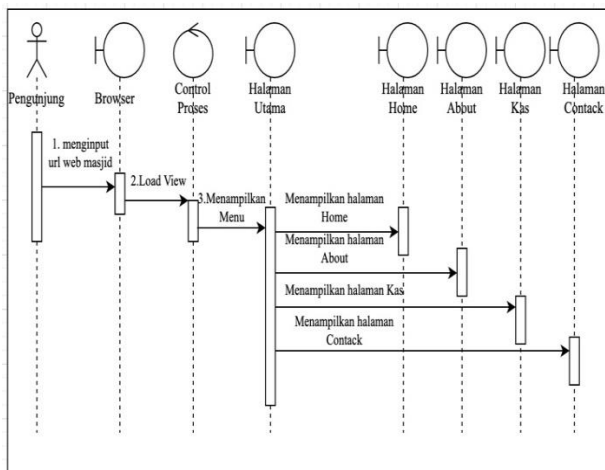 Pengunjung
Browser
Control
Proses
Halaman
Utama
Halaman
Home
Halaman
Abbut
Halaman
Kas
Halaman
Contack
1. menginput
url web masjid
2.Load View
3.Menampilkan
Menu
Menampilkan halaman
Home
Menampilkan halaman
About
Menampilkan halaman Kas
Menampilkan halaman
Contack